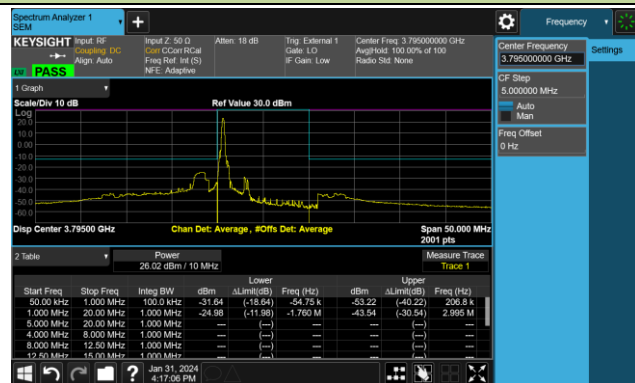 Spectrum Analyzer 1
SEM
Frequency
KEYSIGHT
Input: RF
Coupling: DC
Align: Auto
Input Z: 50 Ω
Corr CCorr RCal
Freq Ref: Int (S)
NFE: Adaptive
Atten: 18 dB
Trig: External 1
Gate: LO
IF Gain: Low
Center Freq: 3.795000000 GHz
Avg|Hold: 100.00% of 100
Radio Std: None
PASS
Center Frequency
3.795000000 GHz
Settings
CF Step
5.000000 MHz
Auto
Man
Freq Offset
0 Hz
1 Graph
Scale/Div 10 dB
Ref Value 30.0 dBm
Log
20.0
10.0
0.00
-10.0
-20.0
-30.0
-40.0
-50.0
-60.0
Disp Center 3.79500 GHz
Chan Det: Average, #Offs Det: Average
Span 50.000 MHz
2001 pts
2 Table
Power
26.02 dBm / 10 MHz
Measure Trace
Trace 1
Lower Upper
Start Freq Stop Freq Integ BW dBm ΔLimit(dB) Freq (Hz) dBm ΔLimit(dB) Freq (Hz)
50.00 kHz 1.000 MHz 100.0 kHz -31.64 (-18.64) -54.75 k -53.22 (-40.22) 206.8 k
1.000 MHz 20.00 MHz 1.000 MHz -24.98 (-11.98) -1.760 M -43.54 (-30.54) 2.995 M
5.000 MHz 20.00 MHz 1.000 MHz --- (---) --- --- (---) ---
4.000 MHz 8.000 MHz 1.000 MHz --- (---) --- --- (---) ---
8.000 MHz 12.50 MHz 1.000 MHz --- (---) --- --- (---) ---
12.50 MHz 15.00 MHz 1.000 MHz --- (---) --- --- (---) ---
?
Jan 31, 2024
4:17:06 PM